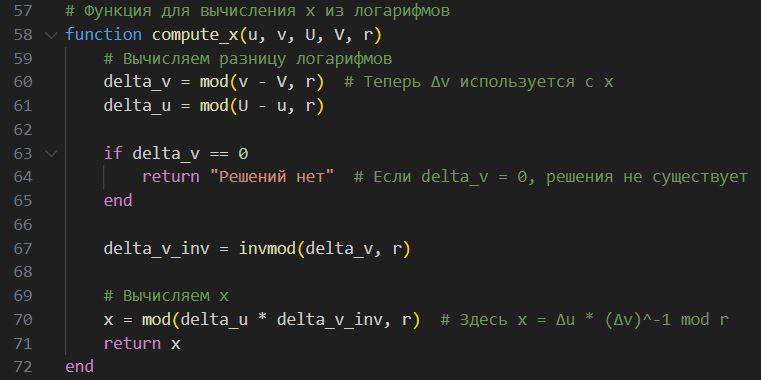 57 # Функция для вычисления x из логарифмов
58 function compute_x(u, v, U, V, r)
59     # Вычисляем разницу логарифмов
60     delta_v = mod(v - V, r)  # Теперь Δv используется с x
61     delta_u = mod(U - u, r)
62
63     if delta_v == 0
64         return "Решений нет"  # Если delta_v = 0, решения не существует
65     end
66
67     delta_v_inv = invmod(delta_v, r)
68
69     # Вычисляем x
70     x = mod(delta_u * delta_v_inv, r)  # Здесь x = Δu * (Δv)^-1 mod r
71     return x
72 end